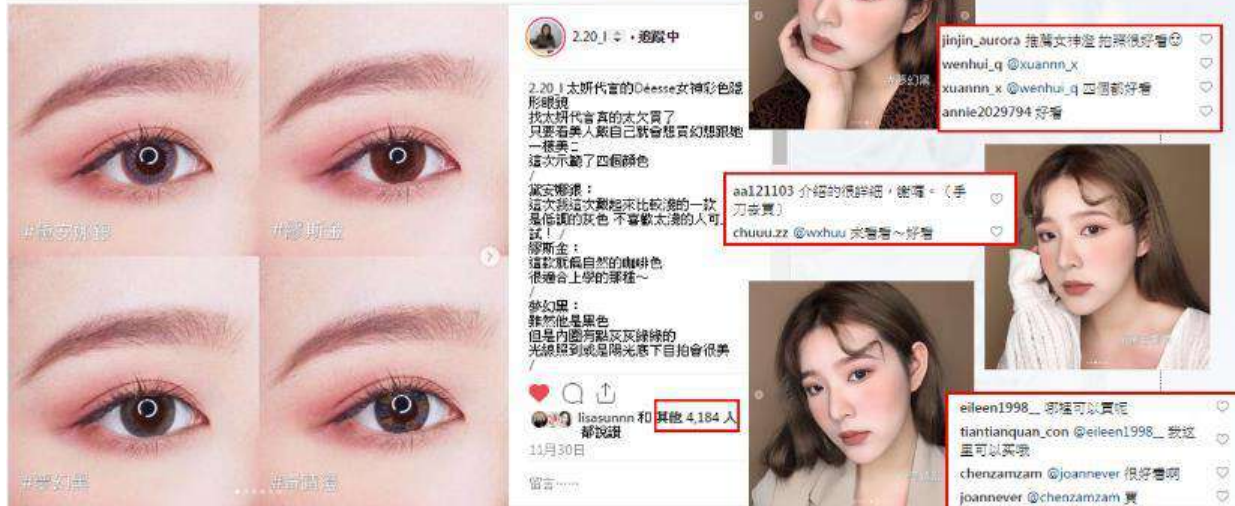 #黛安娜銀
#繆斯金
#夢幻黑
2.20_l • 追蹤中
2.20_l 太妍代言的Déesse女神彩色隱
形眼鏡
找太妍代言真的太欠買了
只要看美人戴自己就會想買幻想跟她
一樣美
這次示範了四個顏色
/
黛安娜銀：
這次我這次戴起來比較淺的一款
是低調的灰色 不喜歡太淺的人可
試！/
繆斯金：
這款就偏自然的咖啡色
很適合上學的那種～
/
夢幻黑：
雖然他是黑色
但是內圈有點灰灰綠綠的
光線照到或是陽光底下自拍會很美
/
lisasunnn 和 其他 4,184 人
都說讚
11月30日
留言……
#夢幻黑
jinjin_aurora 推薦女神澄 拍照很好看
wenhui_q @xuannn_x
xuannn_x @wenhui_q 四個都好看
annie2029794 好看
aa121103 介紹的很詳細，謝囉。（手
刀去買）
chuuu.zz @wxhuu 來看看～好看
eileen1998__ 哪裡可以買呢
tiantianquan_con @eileen1998__ 我这
里可以买哦
chenzamzam @joannever 很好看啊
joannever @chenzamzam 買